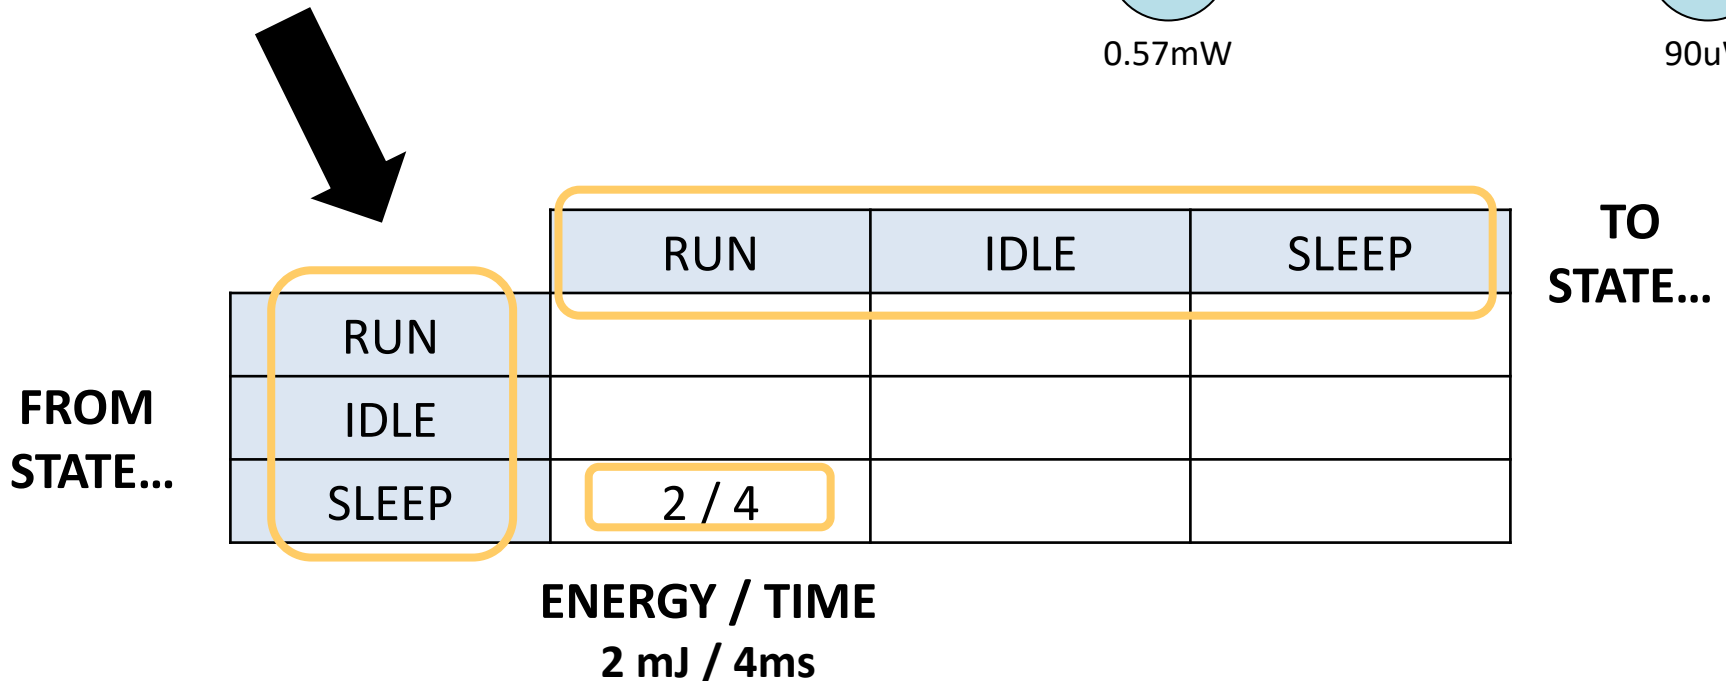 0.57mW
RUN IDLE SLEEP
TO
STATE…
RUN
IDLE
SLEEP 2 / 4
FROM
STATE…
ENERGY / TIME
2 mJ / 4ms